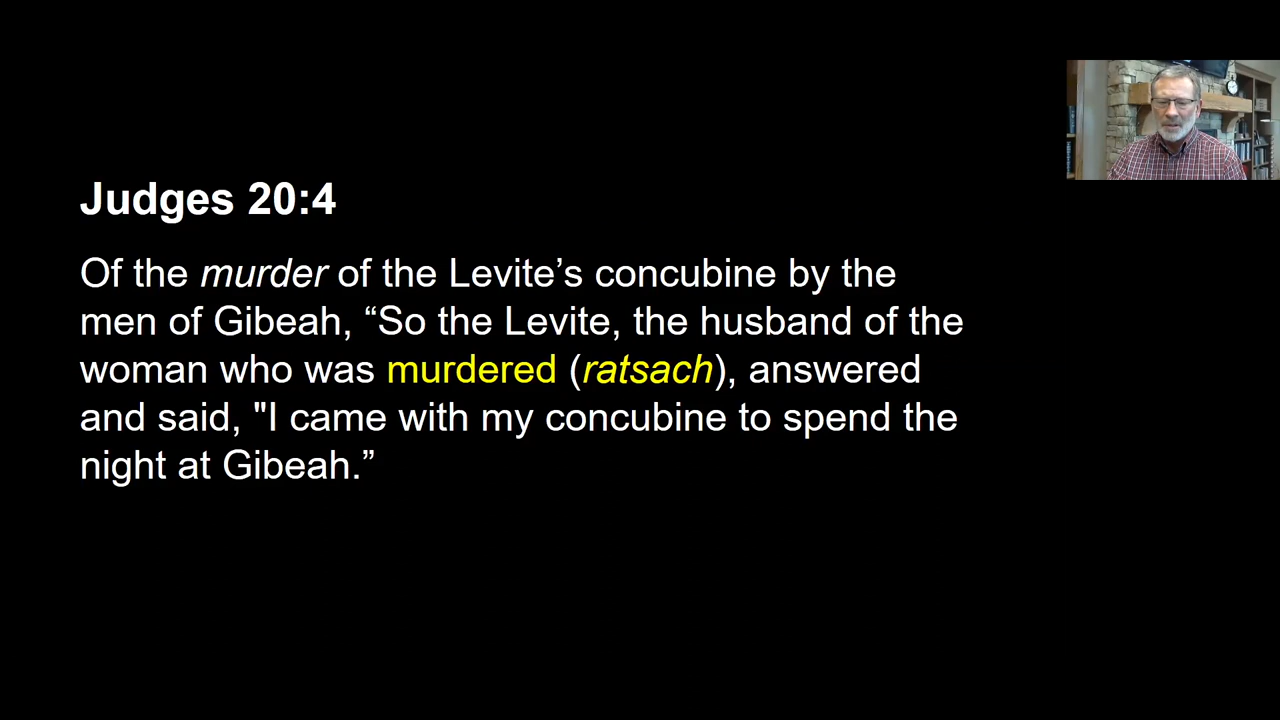 Judges 20:4
Of the murder of the Levite’s concubine by the
men of Gibeah, “So the Levite, the husband of the
woman who was murdered (ratsach), answered
and said, "I came with my concubine to spend the
night at Gibeah.”